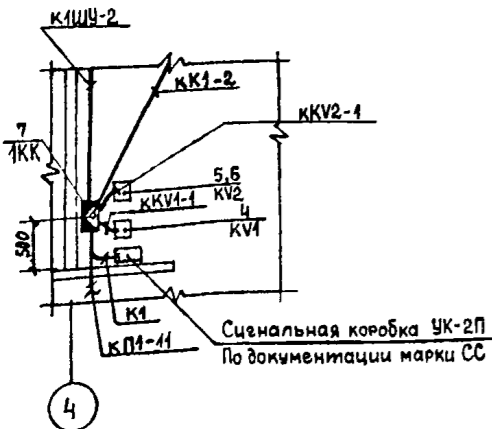 К1ШУ-2
КК1-2
ККV2-1
7
1КК
5,6
КV2
ККV1-1
4
КV1
500
К1
КП1-11
Сигнальная коробка УК-2П
По документации марки СС
4